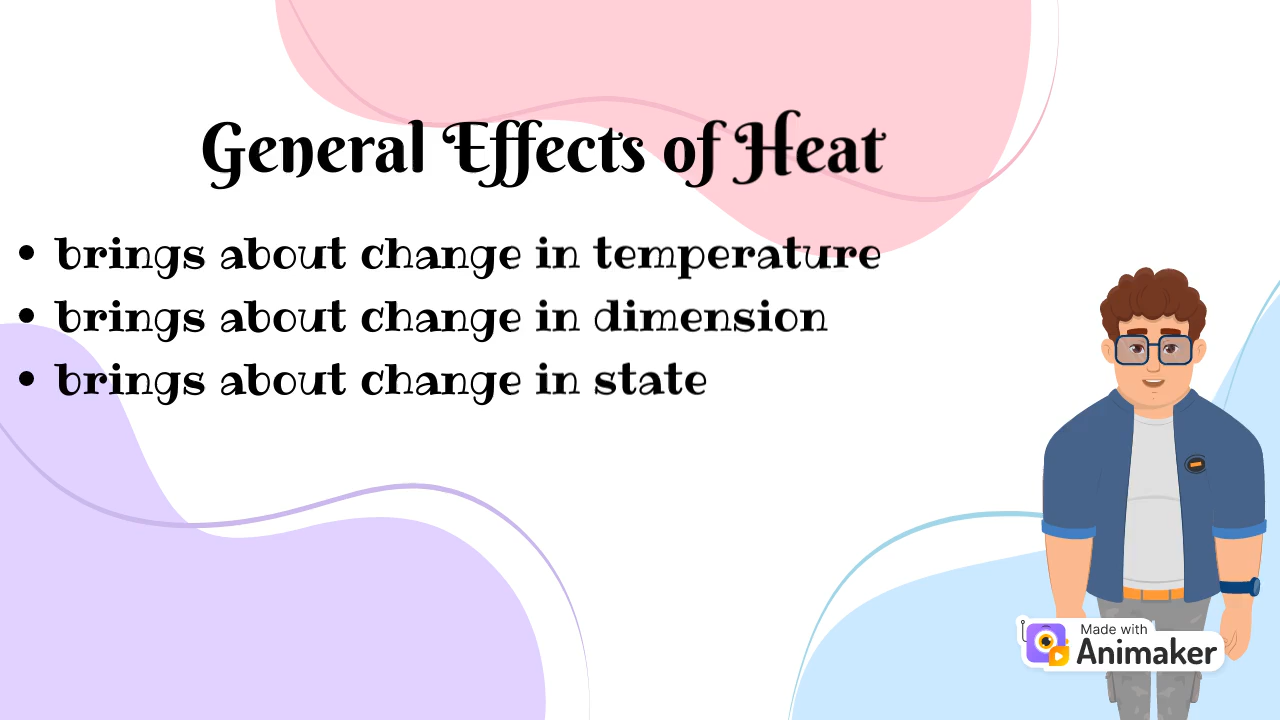 General Effects of Heat
• brings about change in temperature
• brings about change in dimension
• brings about change in state
Made with
Animaker